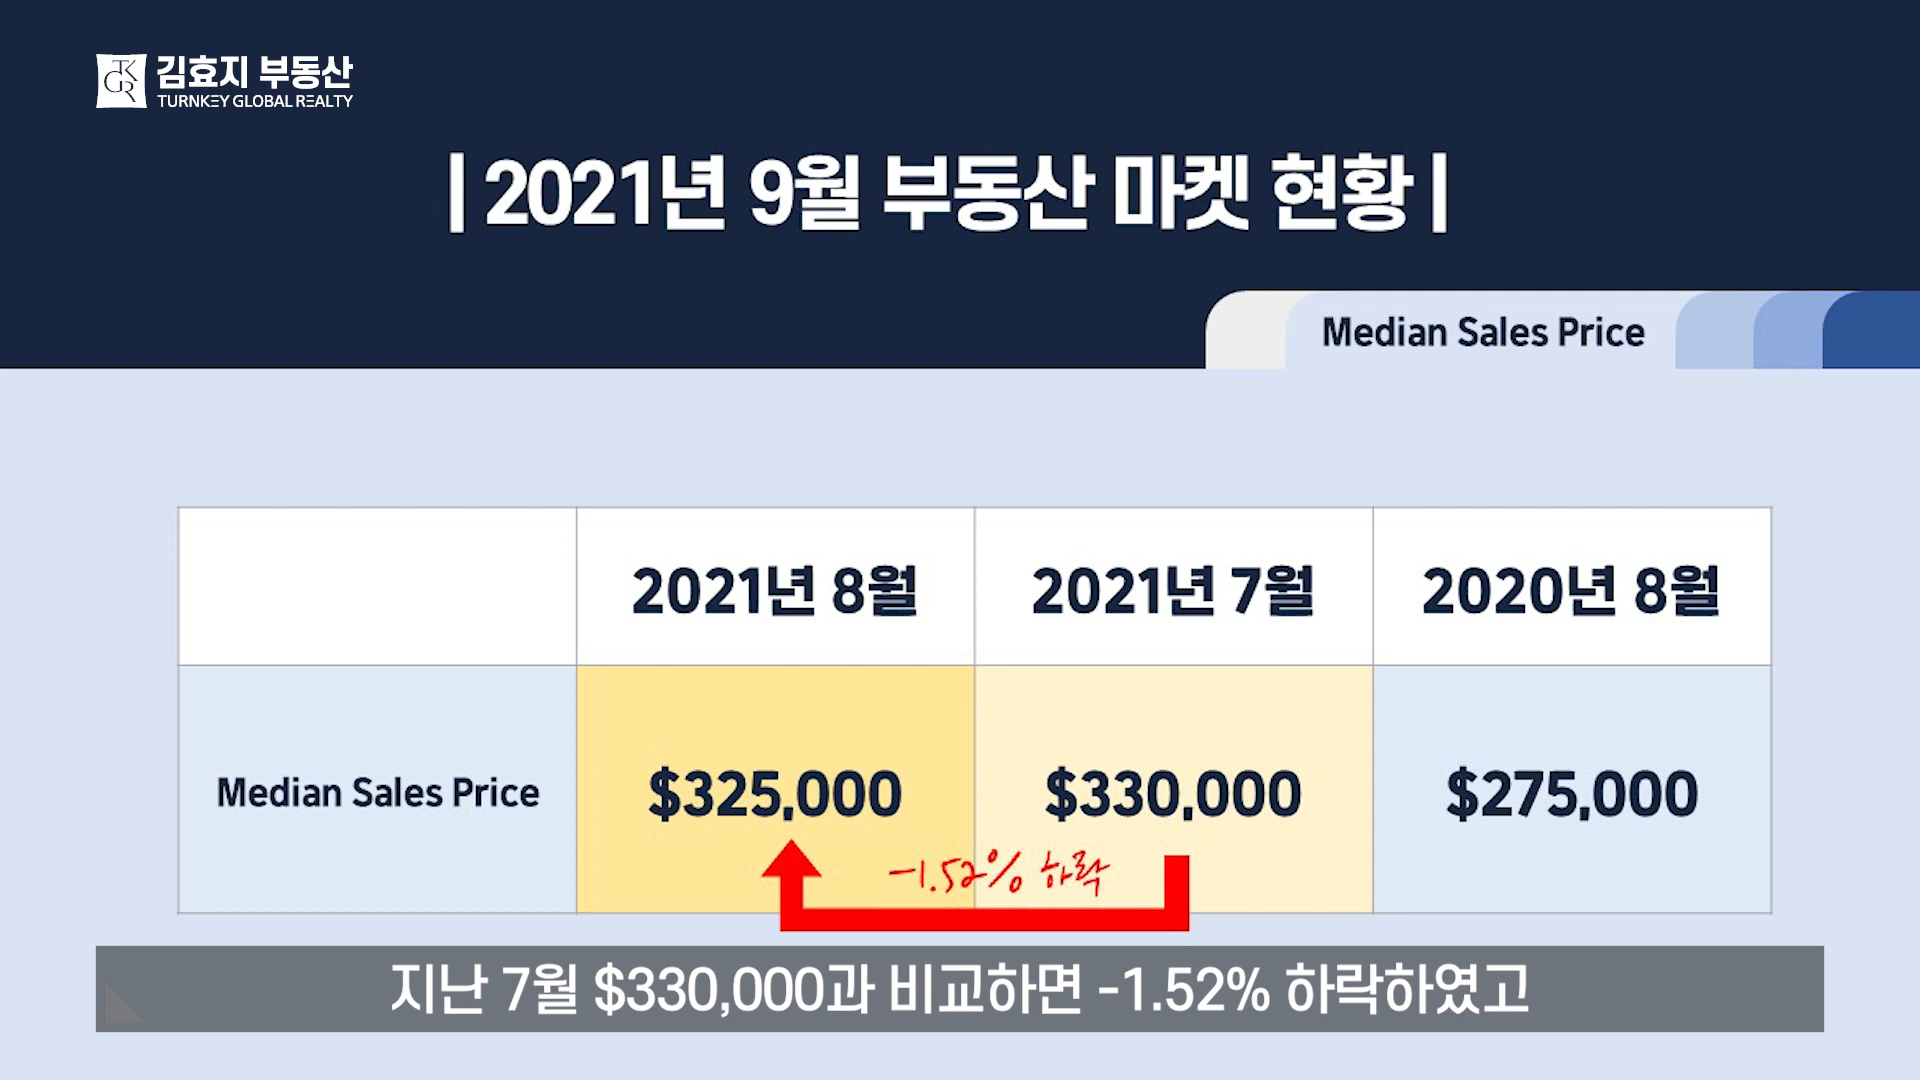 TK
GR
김효지 부동산
TURNKEY GLOBAL REALTY
| 2021년 9월 부동산 마켓 현황 |
Median Sales Price
2021년 8월 2021년 7월 2020년 8월
Median Sales Price $325,000 $330,000 $275,000
-1.52% 하락
지난 7월 $330,000과 비교하면 -1.52% 하락하였고